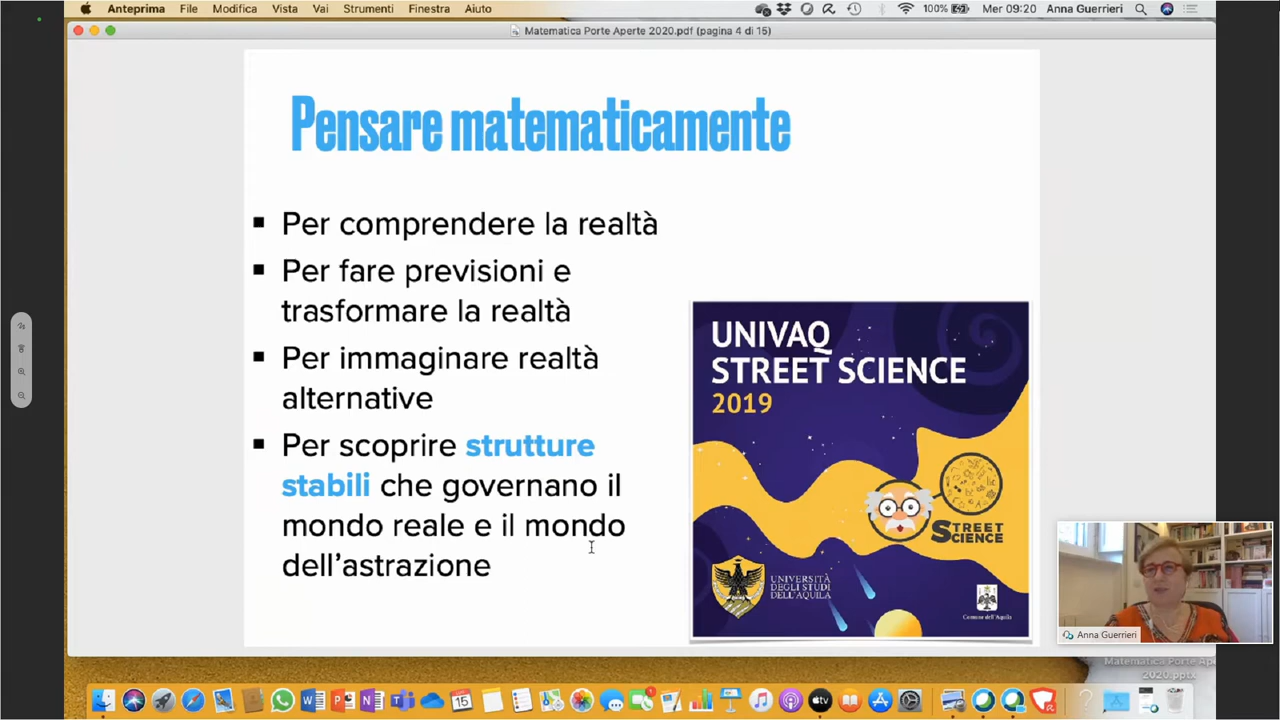 Anteprima File Modifica Vista Vai Strumenti Finestra Aiuto 100% Mer 09:20 Anna Guerrieri
Matematica Porte Aperte 2020.pdf (pagina 4 di 15)
Pensare matematicamente
▪ Per comprendere la realtà
▪ Per fare previsioni e
trasformare la realtà
▪ Per immaginare realtà
alternative
▪ Per scoprire strutture
stabili che governano il
mondo reale e il mondo
dell’astrazione
UNIVAQ
STREET SCIENCE
2019
STREET
SCIENCE
UNIVERSITÀ
DEGLI STUDI
DELL'AQUILA
Comune dell'Aquila
Anna Guerrieri
Matematica Porte Ape
2020.pptx
15